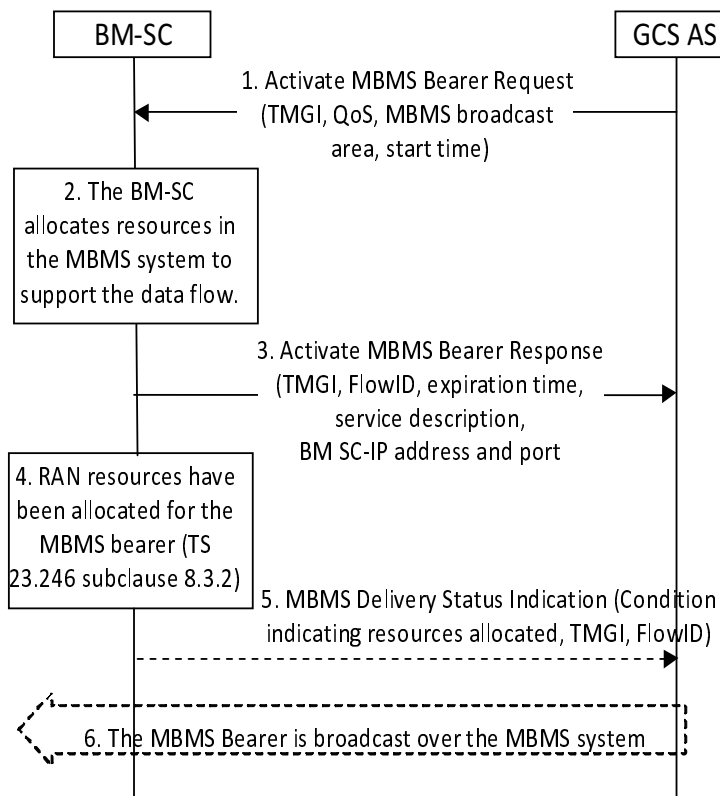 BM-SC
GCS AS
1. Activate MBMS Bearer Request
(TMGI, QoS, MBMS broadcast
area, start time)
2. The BM-SC
allocates resources in
the MBMS system to
support the data flow.
3. Activate MBMS Bearer Response
(TMGI, FlowID, expiration time,
service description,
BM SC-IP address and port
4. RAN resources have
been allocated for the
MBMS bearer (TS
23.246 subclause 8.3.2)
5. MBMS Delivery Status Indication (Condition
indicating resources allocated, TMGI, FlowID)
6. The MBMS Bearer is broadcast over the MBMS system